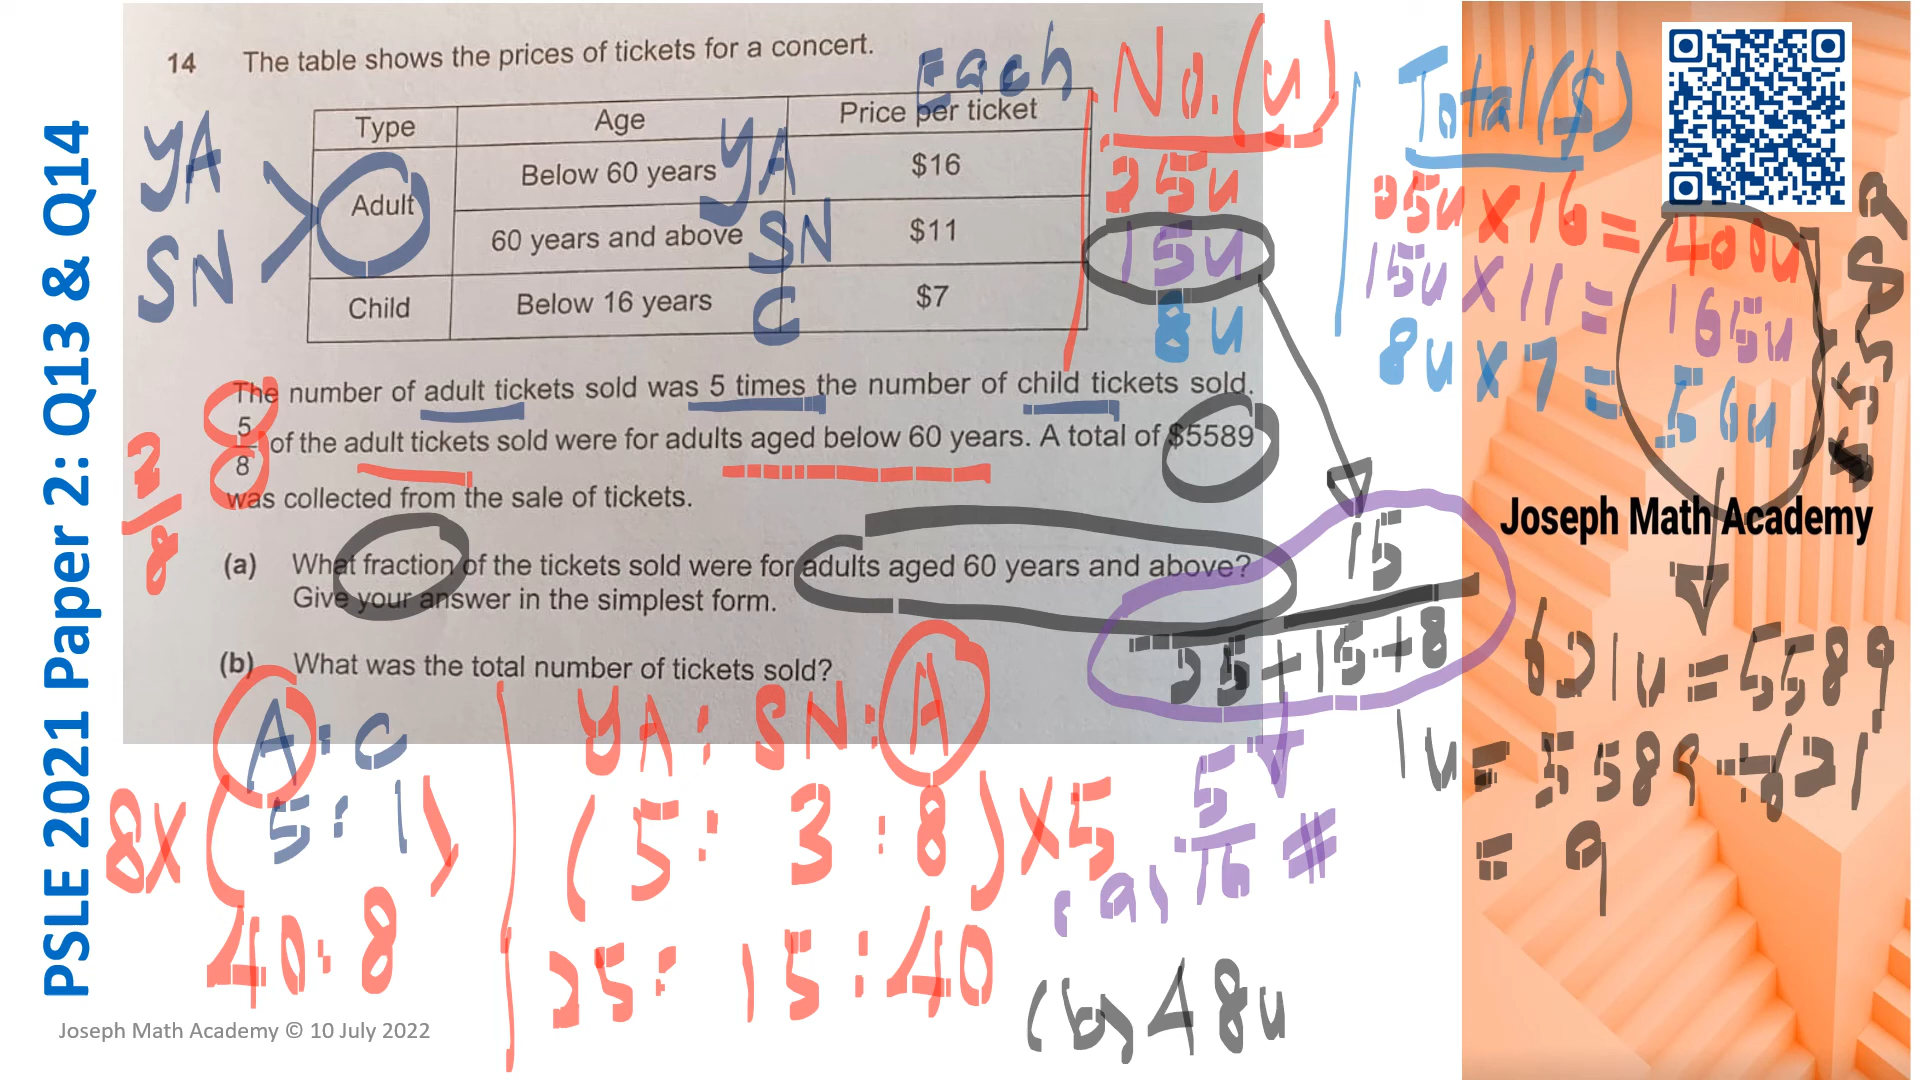 PSLE 2021 Paper 2: Q13 & Q14
14 The table shows the prices of tickets for a concert.
Each No.(u) Total($)
Type Age Price per ticket
Adult Below 60 years YA $16 25u 25u × 16 = 400u
60 years and above SN $11 15u 15u × 11 = 165u
Child Below 16 years C $7 8u 8u × 7 = 56u
YA
SN
The number of adult tickets sold was 5 times the number of child tickets sold.
5/8 of the adult tickets sold were for adults aged below 60 years. A total of $5589
was collected from the sale of tickets.
3/8
(a) What fraction of the tickets sold were for adults aged 60 years and above?
Give your answer in the simplest form.
(b) What was the total number of tickets sold?
15
25+15+8
Joseph Math Academy
621u = 5589
1u = 5589÷621
= 9
A : C
8×( 5 : 1 )
40 : 8
YA : SN : A
( 5 : 3 : 8 ) ×5
25 : 15 : 40
(a) 5/16 #
(b) 48u
Joseph Math Academy © 10 July 2022